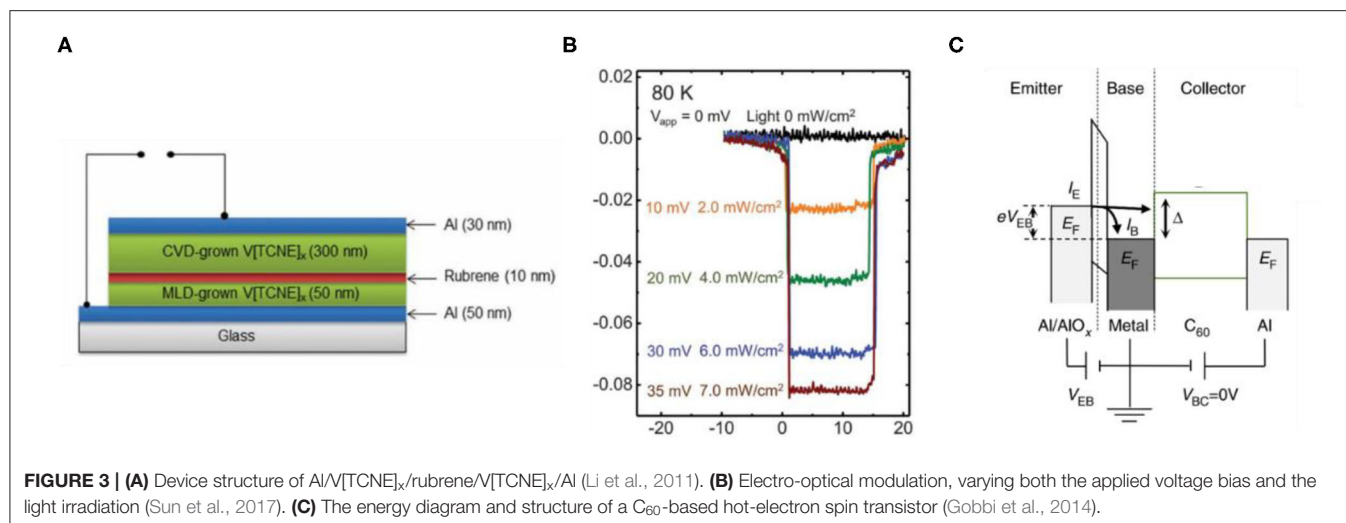 A
Al (30 nm)
CVD-grown V[TCNE]ₓ (300 nm)
Rubrene (10 nm)
MLD-grown V[TCNE]ₓ (50 nm)
Al (50 nm)
Glass
B
0.02
0.00
-0.02
-0.04
-0.06
-0.08
80 K
Vapp = 0 mV Light 0 mW/cm²
10 mV 2.0 mW/cm²
20 mV 4.0 mW/cm²
30 mV 6.0 mW/cm²
35 mV 7.0 mW/cm²
-20 -10 0 10 20
C
Emitter Base Collector
IE
eVEB
EF
IB
Δ
EF
EF
Al/AlOₓ Metal C₆₀ Al
VEB
VBC=0V
FIGURE 3 | (A) Device structure of Al/V[TCNE]ₓ/rubrene/V[TCNE]ₓ/Al (Li et al., 2011). (B) Electro-optical modulation, varying both the applied voltage bias and the
light irradiation (Sun et al., 2017). (C) The energy diagram and structure of a C₆₀-based hot-electron spin transistor (Gobbi et al., 2014).